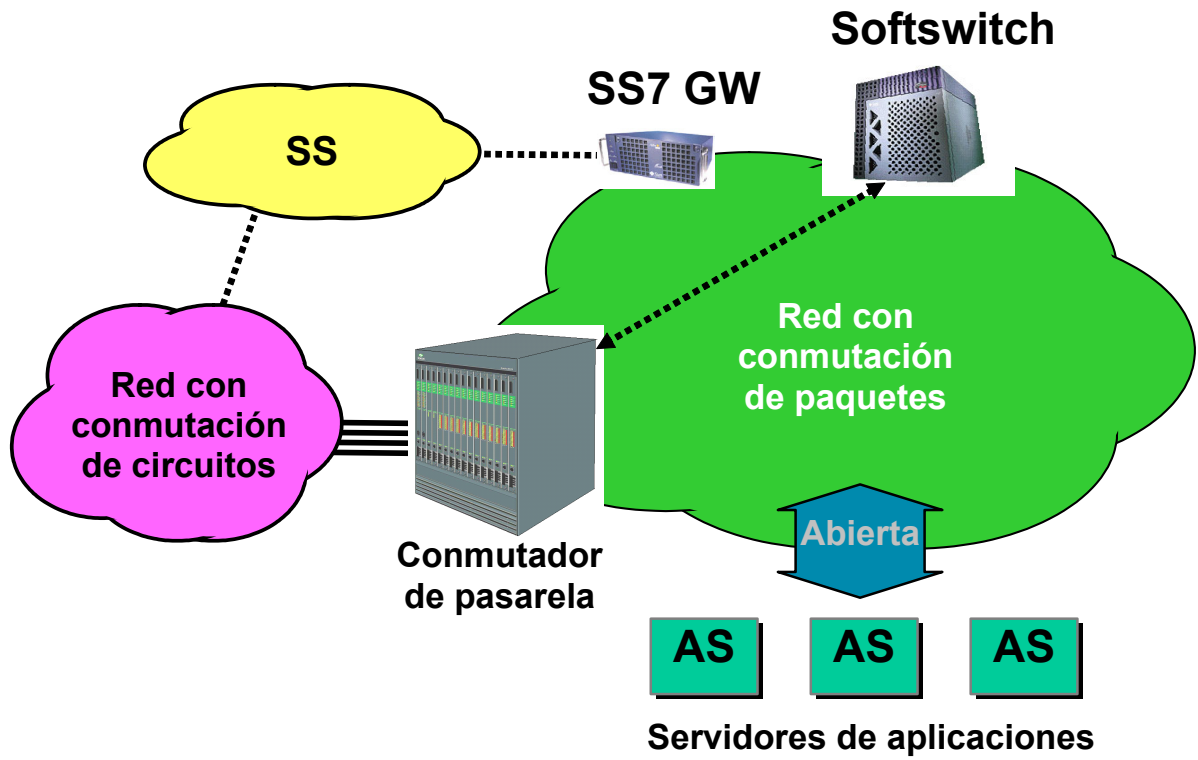 Softswitch
SS7 GW
SS
Red con
conmutación
de paquetes
Red con
conmutación
de circuitos
Abierta
Conmutador
de pasarela
AS
AS
AS
Servidores de aplicaciones